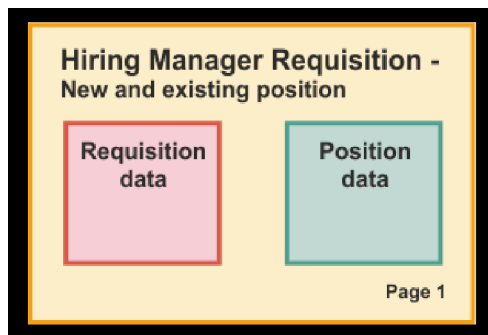 Hiring Manager Requisition -
New and existing position
Requisition
data
Position
data
Page 1